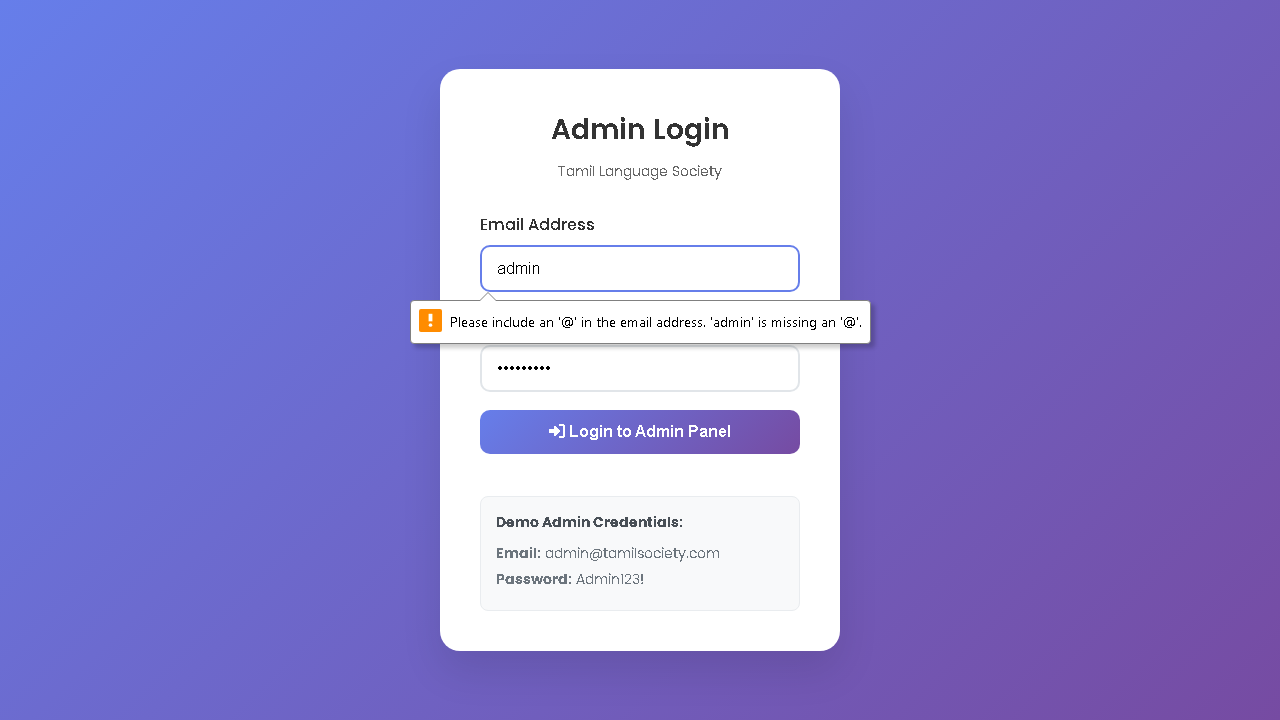 Admin Login
Tamil Language Society
Email Address
admin
Please include an '@' in the email address. 'admin' is missing an '@'.
•••••••••
Login to Admin Panel
Demo Admin Credentials:
Email: admin@tamilsociety.com
Password: Admin123!